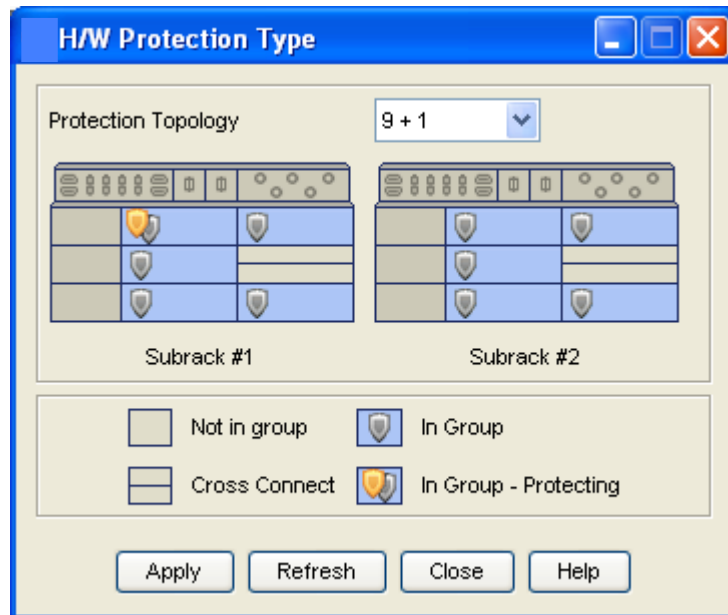 H/W Protection Type
Protection Topology 9 + 1
Subrack #1 Subrack #2
Not in group In Group
Cross Connect In Group - Protecting
Apply Refresh Close Help